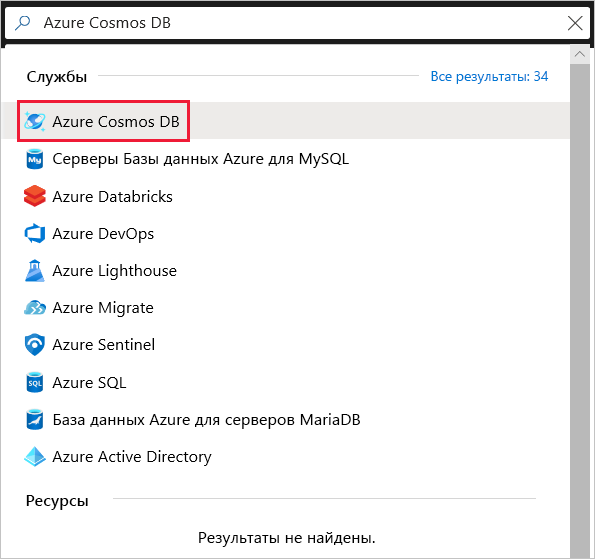 Azure Cosmos DB
Службы
Все результаты: 34
Azure Cosmos DB
Серверы Базы данных Azure для MySQL
Azure Databricks
Azure DevOps
Azure Lighthouse
Azure Migrate
Azure Sentinel
Azure SQL
База данных Azure для серверов MariaDB
Azure Active Directory
Ресурсы
Результаты не найдены.